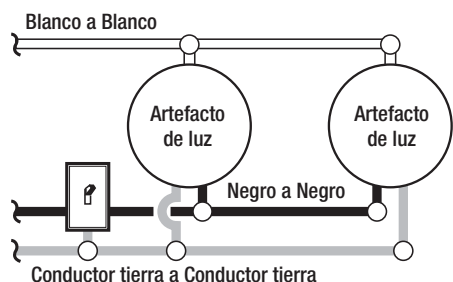 Blanco a Blanco
Artefacto
de luz
Artefacto
de luz
Negro a Negro
Conductor tierra a Conductor tierra